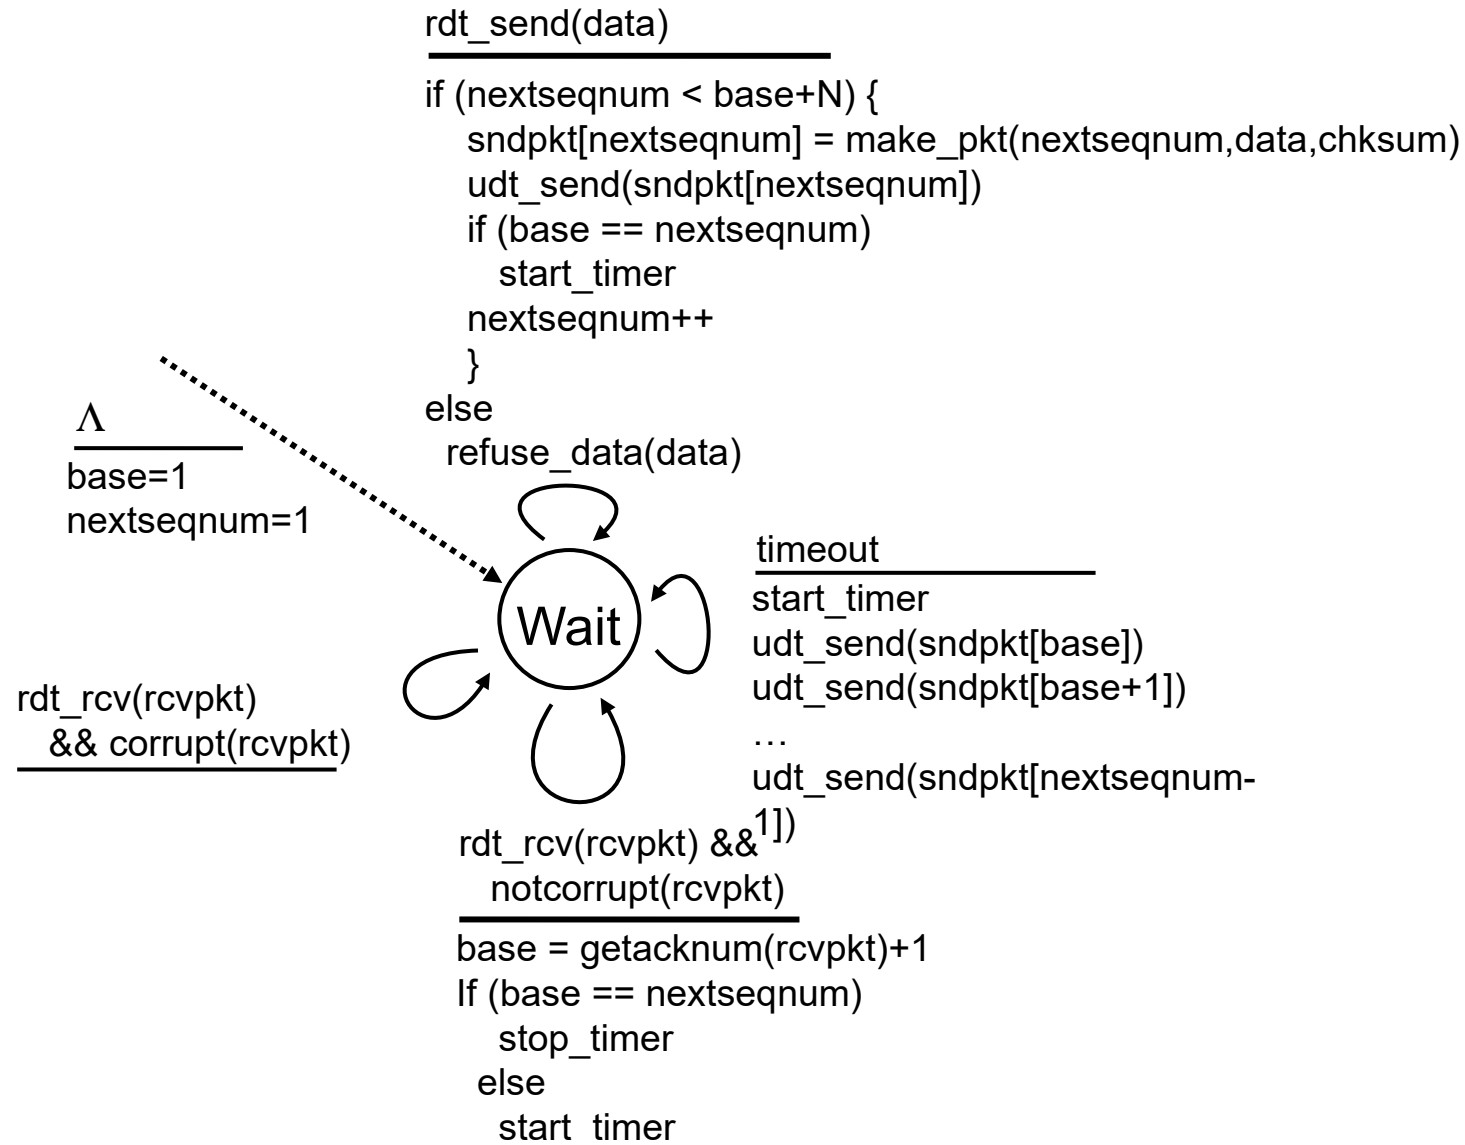 rdt_send(data)
if (nextseqnum < base+N) {
sndpkt[nextseqnum] = make_pkt(nextseqnum,data,chksum)
udt_send(sndpkt[nextseqnum])
if (base == nextseqnum)
start_timer
nextseqnum++
}
else
refuse_data(data)
Λ
base=1
nextseqnum=1
Wait
timeout
start_timer
udt_send(sndpkt[base])
udt_send(sndpkt[base+1])
…
udt_send(sndpkt[nextseqnum-
1])
rdt_rcv(rcvpkt)
&& corrupt(rcvpkt)
rdt_rcv(rcvpkt) &&
notcorrupt(rcvpkt)
base = getacknum(rcvpkt)+1
If (base == nextseqnum)
stop_timer
else
start_timer